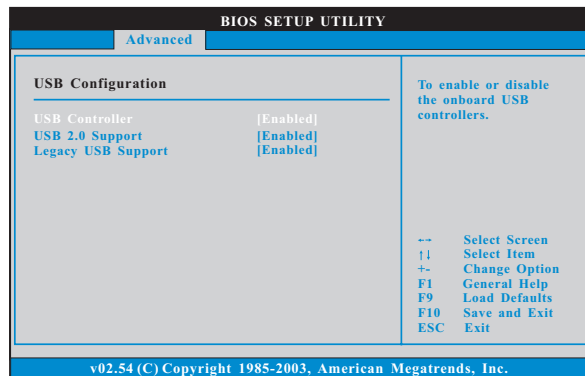 BIOS SETUP UTILITY
Advanced
USB Configuration
USB Controller [Enabled]
USB 2.0 Support [Enabled]
Legacy USB Support [Enabled]
To enable or disable
the onboard USB
controllers.
←→ Select Screen
↑↓ Select Item
+- Change Option
F1 General Help
F9 Load Defaults
F10 Save and Exit
ESC Exit
v02.54 (C) Copyright 1985-2003, American Megatrends, Inc.